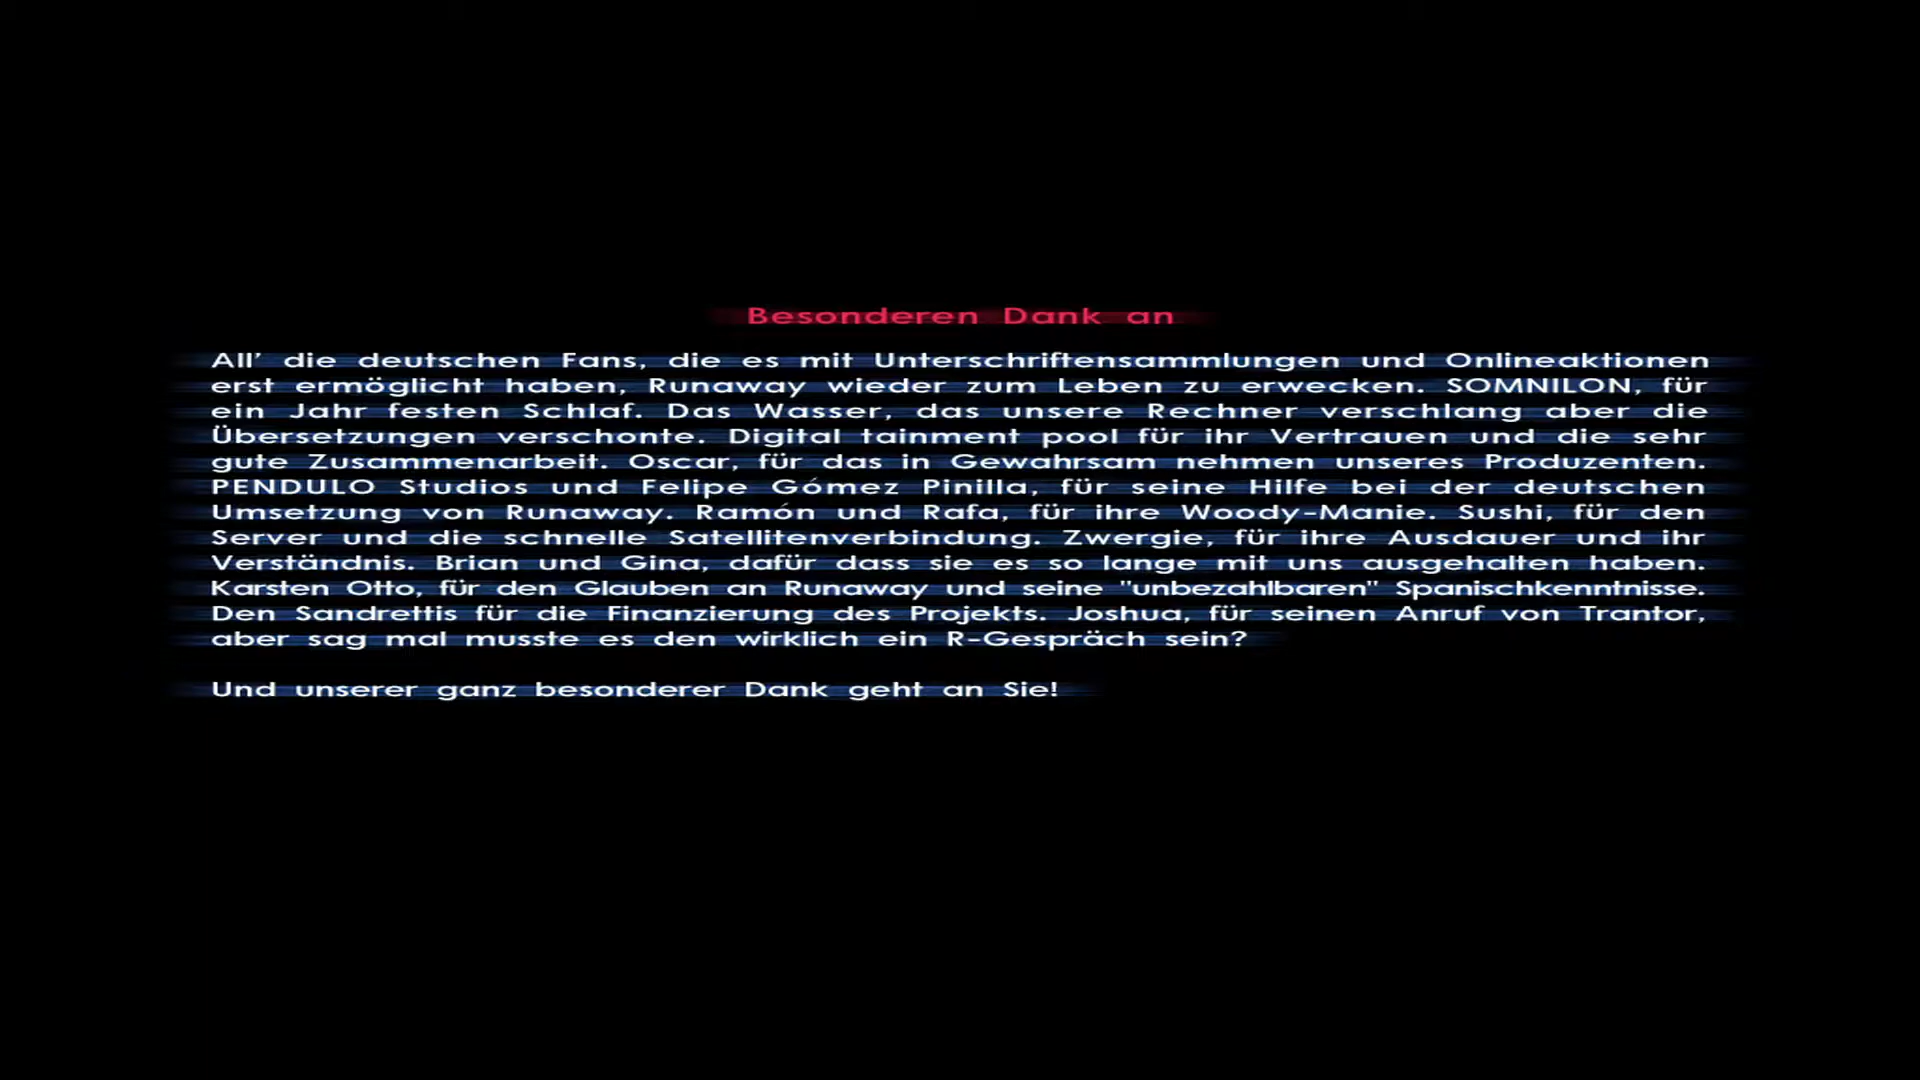 Besonderen Dank an
All' die deutschen Fans, die es mit Unterschriftensammlungen und Onlineaktionen
erst ermöglicht haben, Runaway wieder zum Leben zu erwecken. SOMNILON, für
ein Jahr festen Schlaf. Das Wasser, das unsere Rechner verschlang aber die
Übersetzungen verschonte. Digital tainment pool für ihr Vertrauen und die sehr
gute Zusammenarbeit. Oscar, für das in Gewahrsam nehmen unseres Produzenten.
PENDULO Studios und Felipe Gómez Pinilla, für seine Hilfe bei der deutschen
Umsetzung von Runaway. Ramón und Rafa, für ihre Woody-Manie. Sushi, für den
Server und die schnelle Satellitenverbindung. Zwergie, für ihre Ausdauer und ihr
Verständnis. Brian und Gina, dafür dass sie es so lange mit uns ausgehalten haben.
Karsten Otto, für den Glauben an Runaway und seine "unbezahlbaren" Spanischkenntnisse.
Den Sandrettis für die Finanzierung des Projekts. Joshua, für seinen Anruf von Trantor,
aber sag mal musste es den wirklich ein R-Gespräch sein?
Und unserer ganz besonderer Dank geht an Sie!